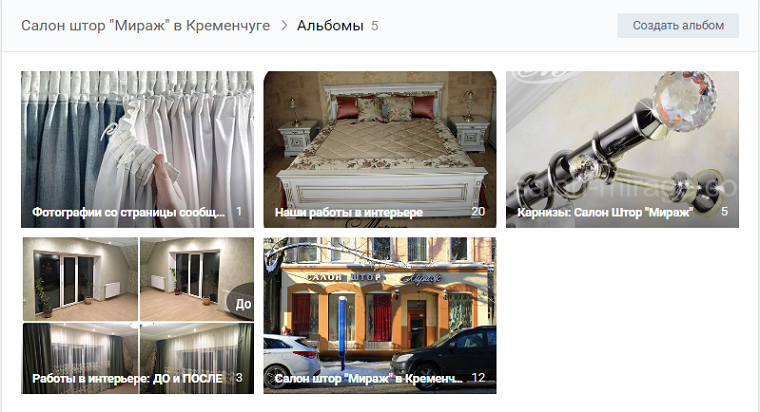 Салон штор "Мираж" в Кременчуге > Альбомы 5
Создать альбом
Фотографии со страницы сообщ... 1
Наши работы в интерьере 20
Карнизы: Салон Штор "Мираж" 5
До
Работы в интерьере: ДО и ПОСЛЕ 3
САЛОН ШТОР Мираж
Салон штор "Мираж" в Кременч... 12